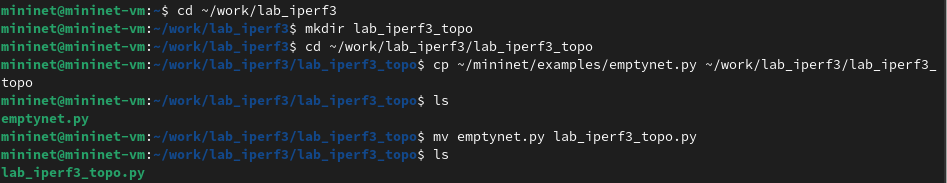 mininet@mininet-vm:~$ cd ~/work/lab_iperf3
mininet@mininet-vm:~/work/lab_iperf3$ mkdir lab_iperf3_topo
mininet@mininet-vm:~/work/lab_iperf3$ cd ~/work/lab_iperf3/lab_iperf3_topo
mininet@mininet-vm:~/work/lab_iperf3/lab_iperf3_topo$ cp ~/mininet/examples/emptynet.py ~/work/lab_iperf3/lab_iperf3_
topo
mininet@mininet-vm:~/work/lab_iperf3/lab_iperf3_topo$ ls
emptynet.py
mininet@mininet-vm:~/work/lab_iperf3/lab_iperf3_topo$ mv emptynet.py lab_iperf3_topo.py
mininet@mininet-vm:~/work/lab_iperf3/lab_iperf3_topo$ ls
lab_iperf3_topo.py